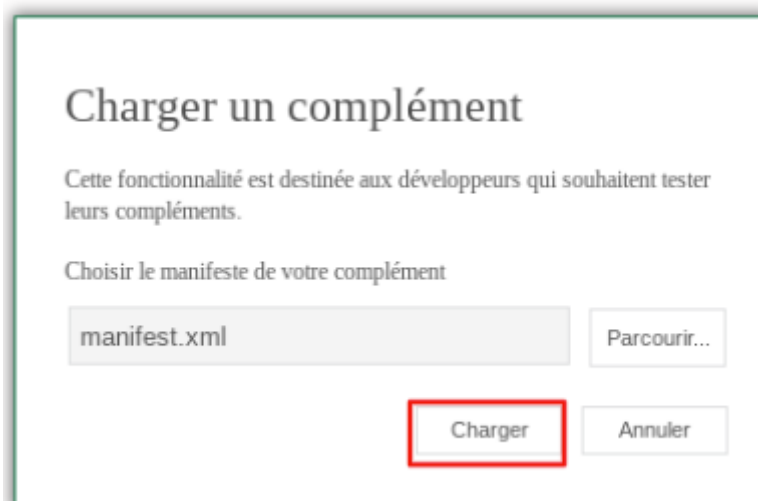 Charger un complément
Cette fonctionnalité est destinée aux développeurs qui souhaitent tester
leurs compléments.
Choisir le manifeste de votre complément
manifest.xml
Parcourir...
Charger
Annuler